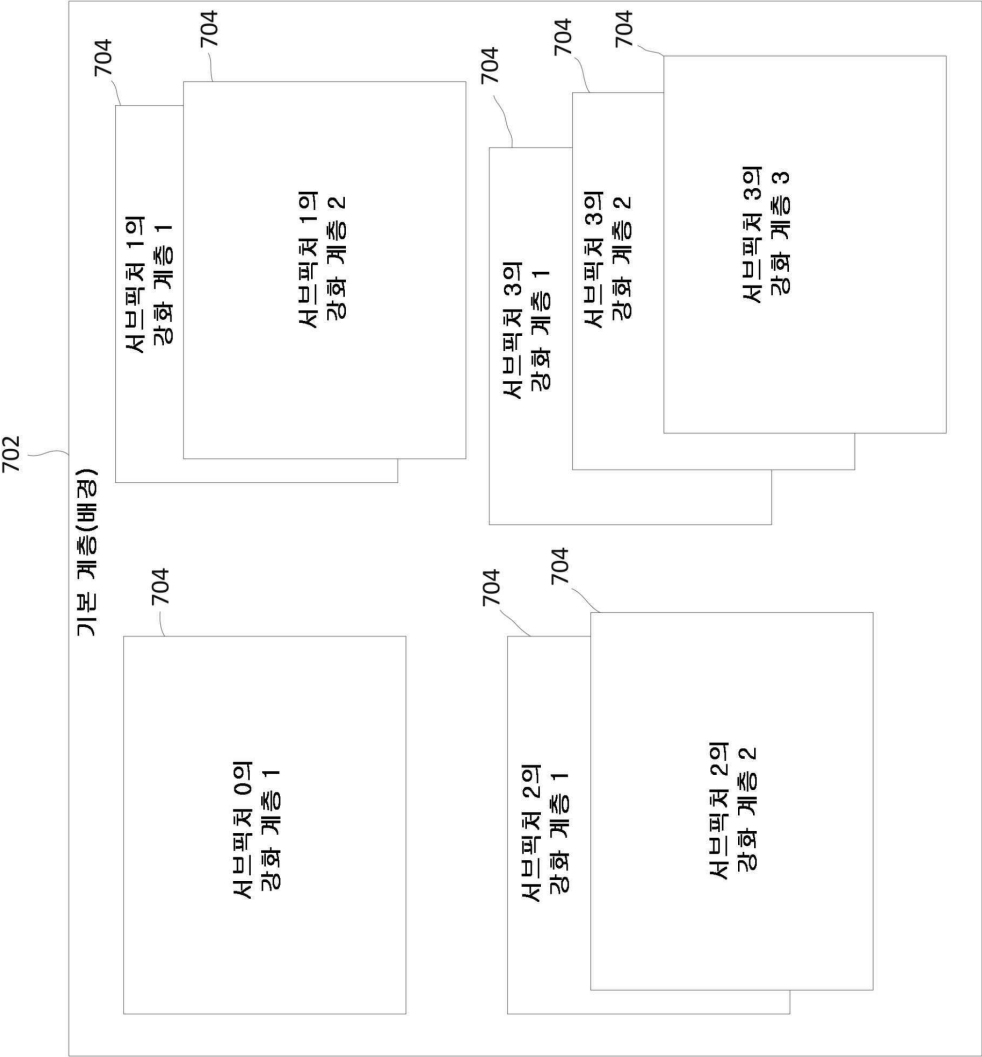 702
기본 계층(배경)
704
서브픽처 0의
강화 계층 1
704
서브픽처 1의
강화 계층 1
704
서브픽처 1의
강화 계층 2
704
서브픽처 2의
강화 계층 1
704
서브픽처 2의
강화 계층 2
704
서브픽처 3의
강화 계층 1
704
서브픽처 3의
강화 계층 2
704
서브픽처 3의
강화 계층 3